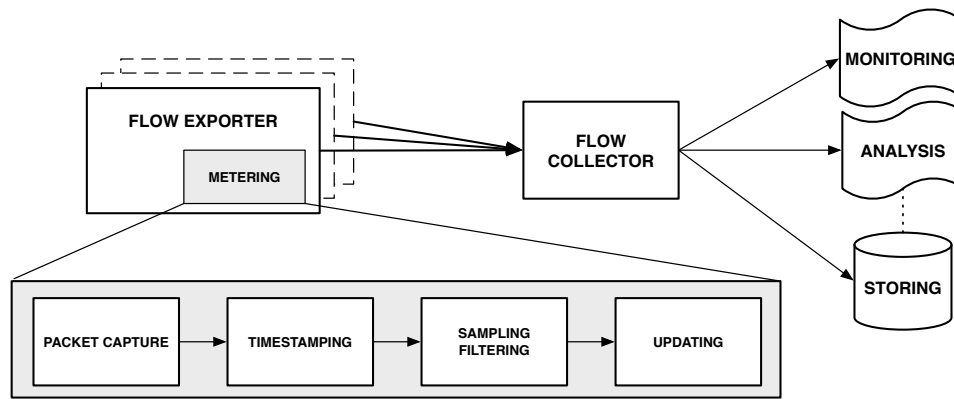 FLOW EXPORTER
METERING
FLOW
COLLECTOR
MONITORING
ANALYSIS
STORING
PACKET CAPTURE
TIMESTAMPING
SAMPLING
FILTERING
UPDATING